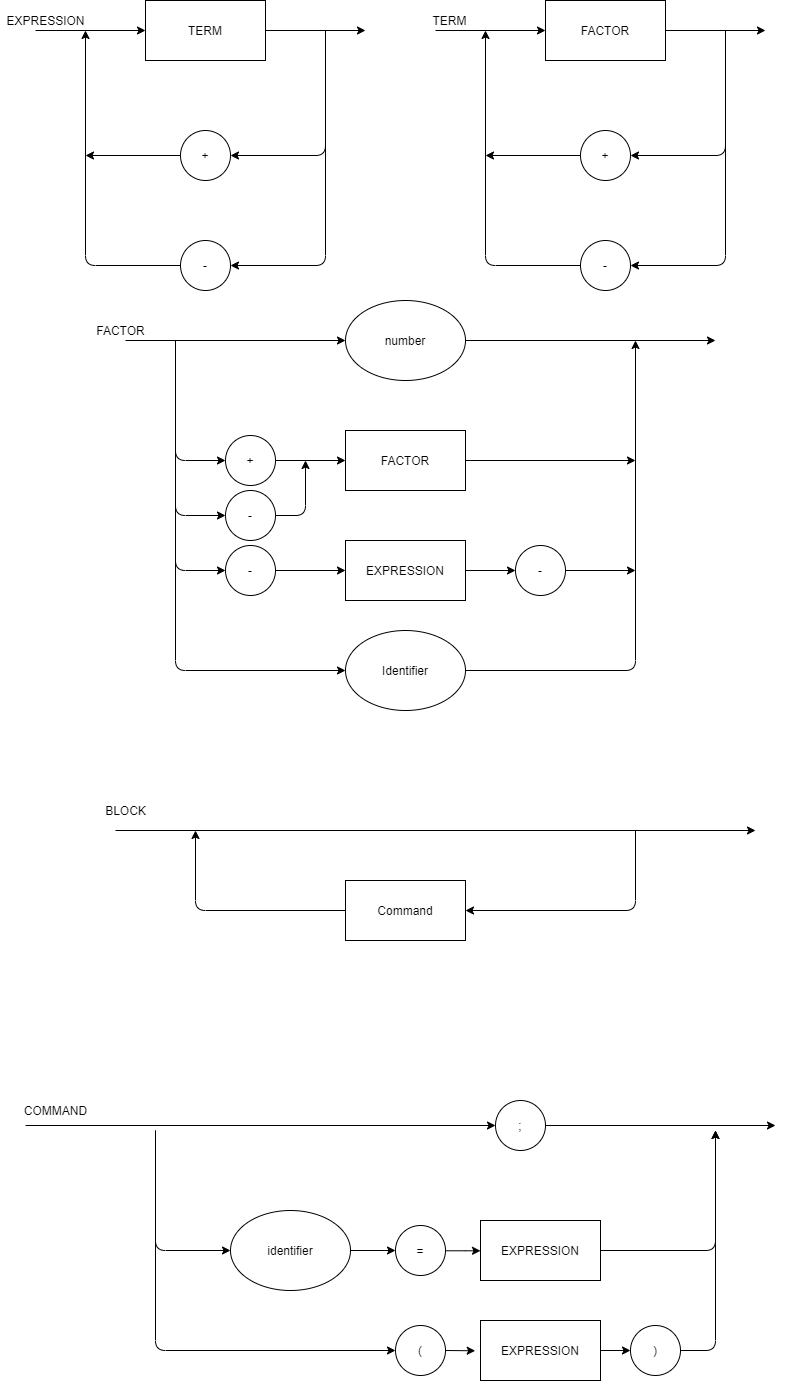 EXPRESSION
TERM
+
-
TERM
FACTOR
+
-
FACTOR
number
+
FACTOR
-
-
EXPRESSION
-
Identifier
BLOCK
Command
COMMAND
;
identifier
=
EXPRESSION
(
EXPRESSION
)